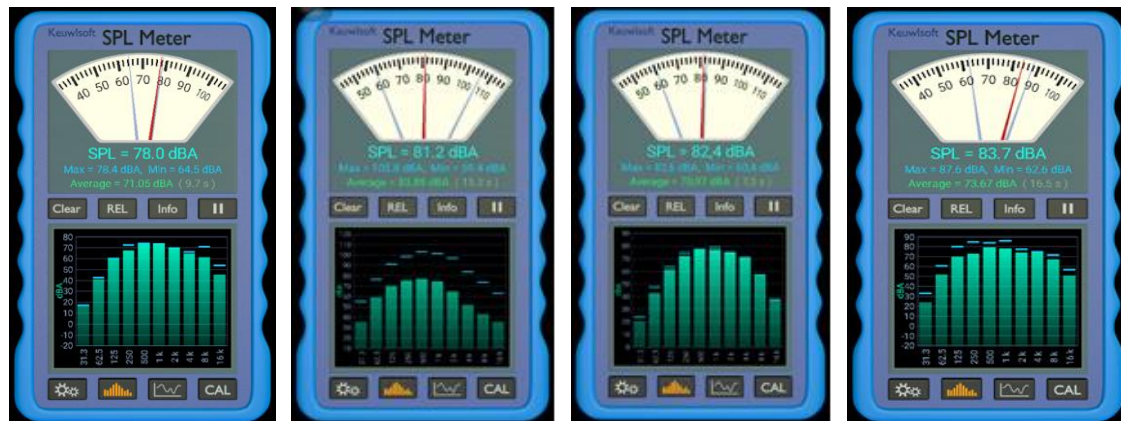 Keuwlsoft SPL Meter
40 50 60 70 80 90 100
SPL = 78.0 dBA
Max = 78.4 dBA, Min = 64.5 dBA
Average = 71.05 dBA ( 9.7 s )
Clear REL Info
80
70
60
50
40
30
20
10
0
-10
-20
dBA
31.3 62.5 125 250 500 1 k 2 k 4 k 8 k 16 k
CAL
Keuwlsoft SPL Meter
50 60 70 80 90 100 110
SPL = 81.2 dBA
Clear REL Info
CAL
Keuwlsoft SPL Meter
50 60 70 80 90 100 110
SPL = 82.4 dBA
Clear REL Info
CAL
Keuwlsoft SPL Meter
40 50 60 70 80 90 100
SPL = 83.7 dBA
Max = 87.6 dBA, Min = 62.6 dBA
Average = 73.67 dBA ( 16.5 s )
Clear REL Info
90
80
70
60
50
40
30
20
10
0
-10
-20
dBA
31.3 62.5 125 250 500 1 k 2 k 4 k 8 k 16 k
CAL